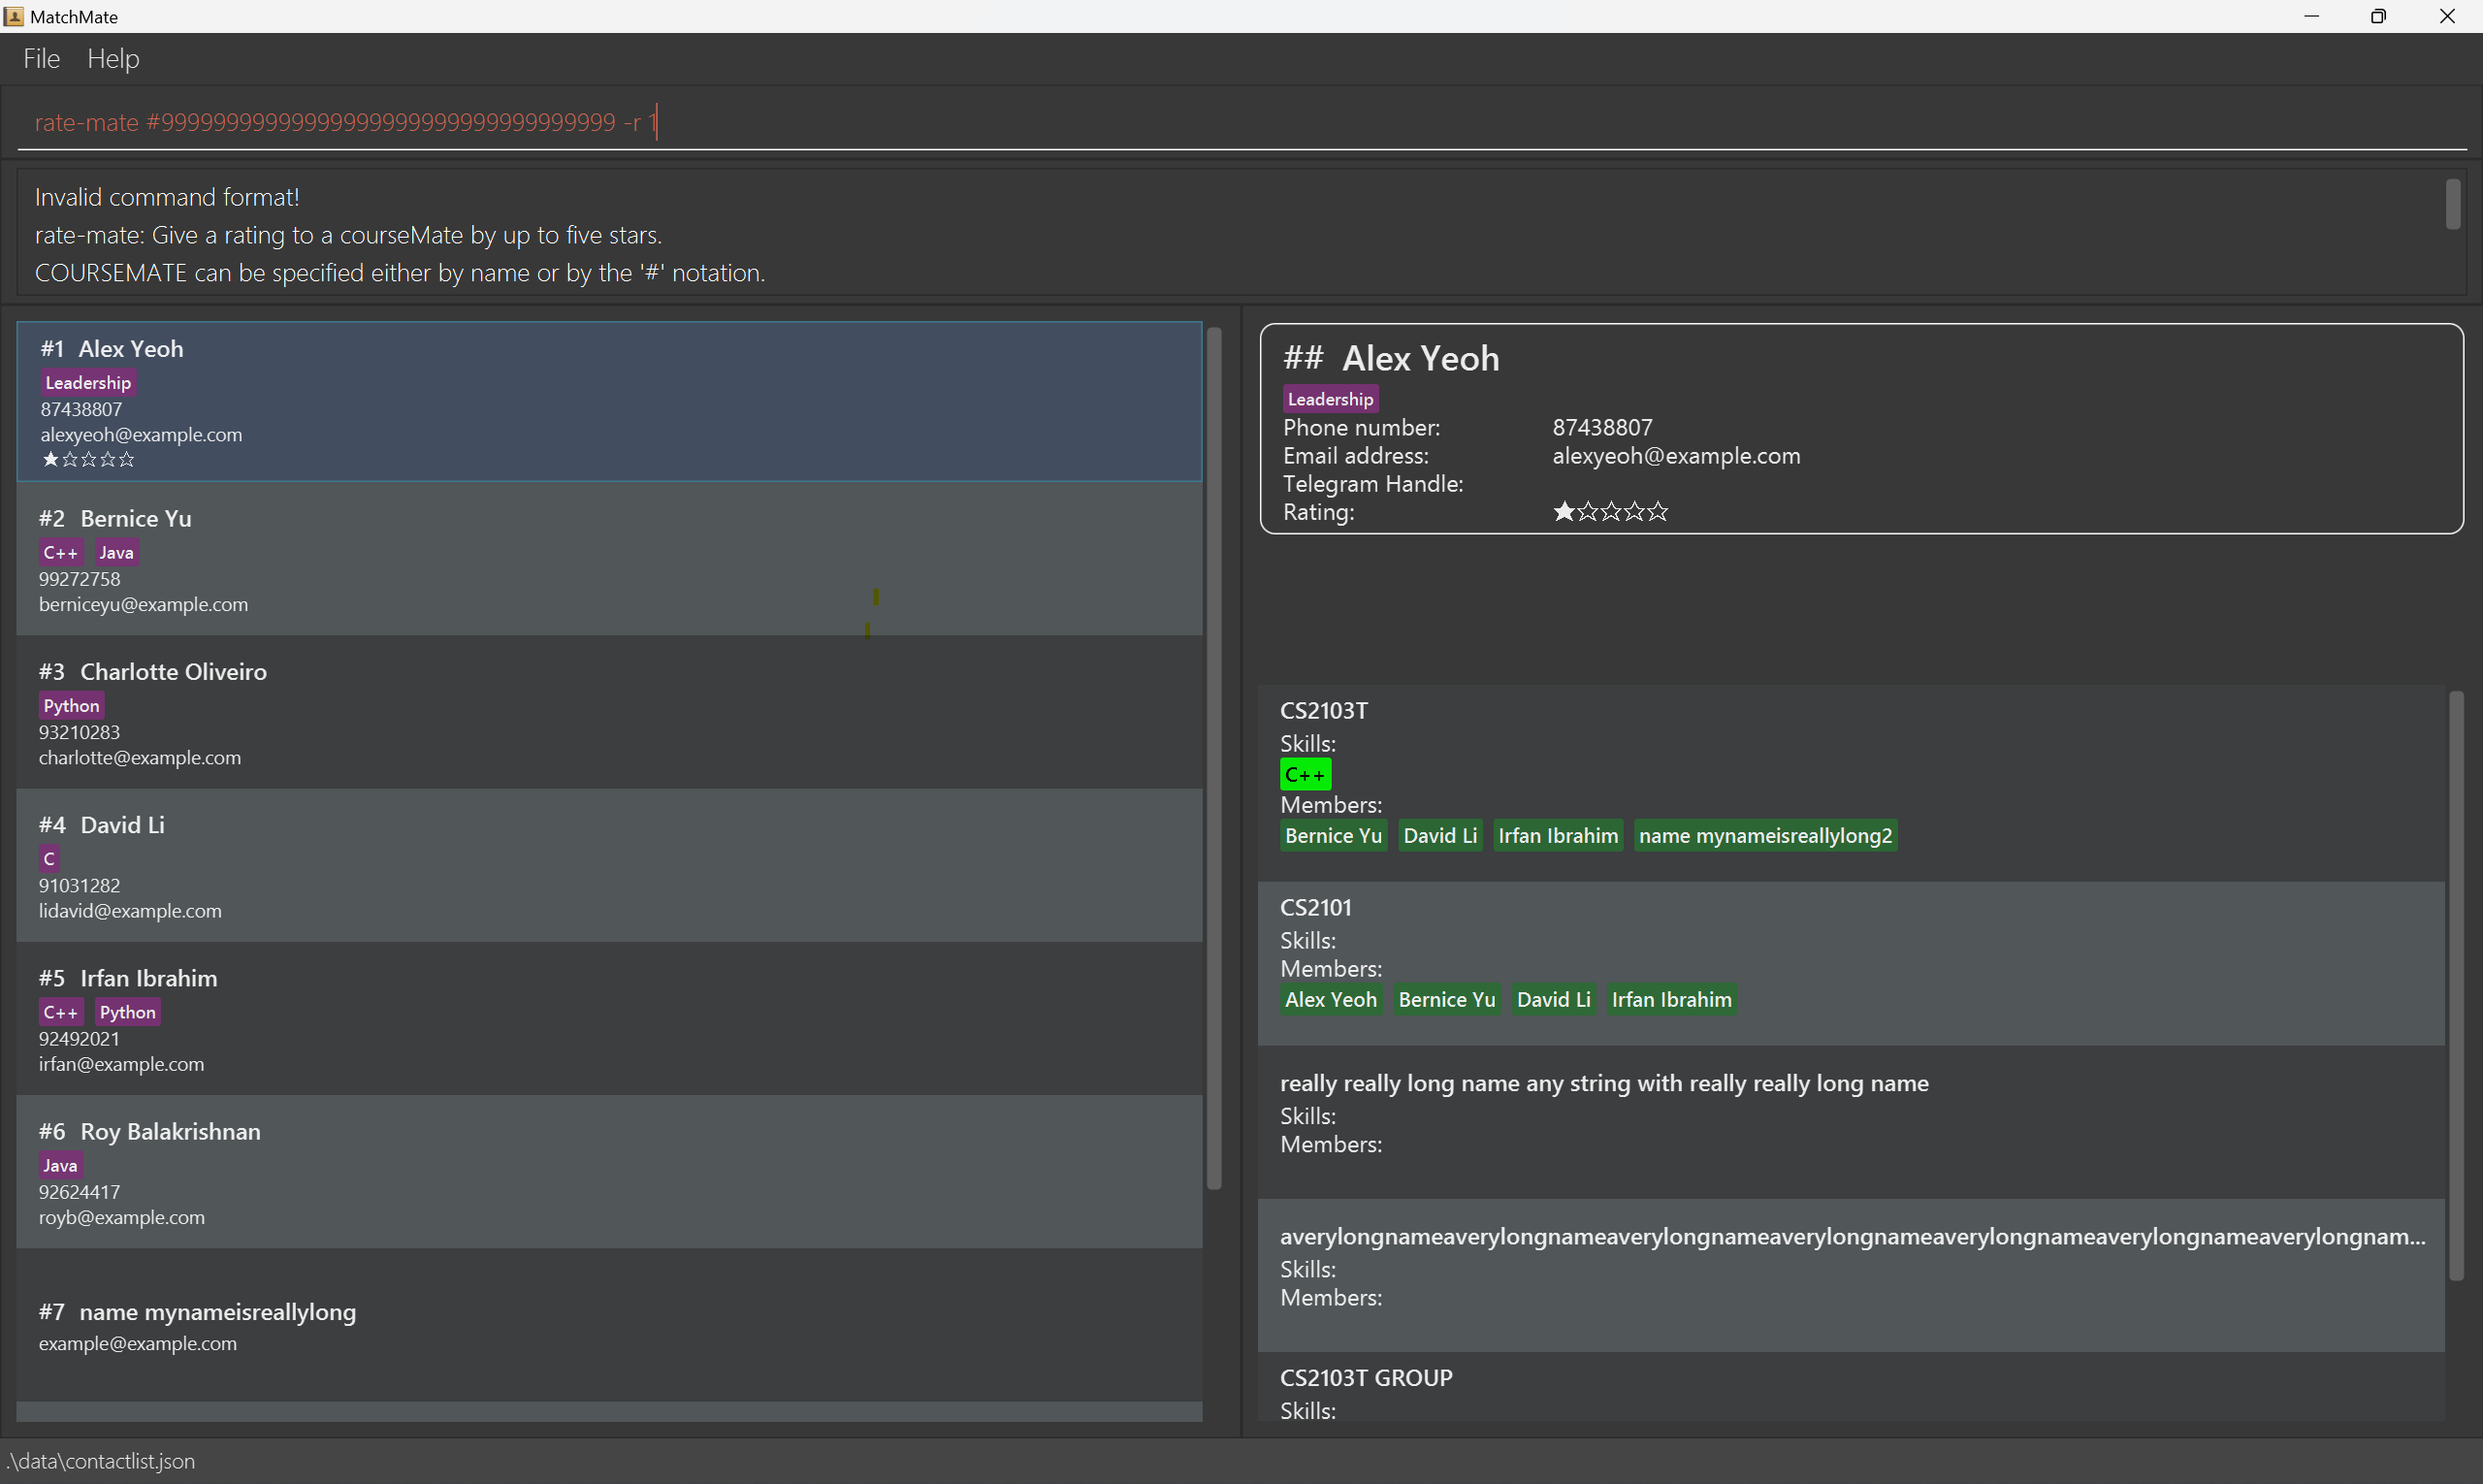 MatchMate
File Help
rate-mate #99999999999999999999999999999999999 -r 1
Invalid command format!
rate-mate: Give a rating to a courseMate by up to five stars.
COURSEMATE can be specified either by name or by the '#' notation.
#1 Alex Yeoh
Leadership
87438807
alexyeoh@example.com
★☆☆☆☆
#2 Bernice Yu
C++ Java
99272758
berniceyu@example.com
#3 Charlotte Oliveiro
Python
93210283
charlotte@example.com
#4 David Li
C
91031282
lidavid@example.com
#5 Irfan Ibrahim
C++ Python
92492021
irfan@example.com
#6 Roy Balakrishnan
Java
92624417
royb@example.com
#7 name mynameisreallylong
example@example.com
## Alex Yeoh
Leadership
Phone number: 87438807
Email address: alexyeoh@example.com
Telegram Handle:
Rating: ★☆☆☆☆
CS2103T
Skills:
C++
Members:
Bernice Yu David Li Irfan Ibrahim name mynameisreallylong2
CS2101
Skills:
Members:
Alex Yeoh Bernice Yu David Li Irfan Ibrahim
really really long name any string with really really long name
Skills:
Members:
averylongnameaverylongnameaverylongnameaverylongnameaverylongnameaverylongnameaverylongnam...
Skills:
Members:
CS2103T GROUP
Skills:
.\data\contactlist.json